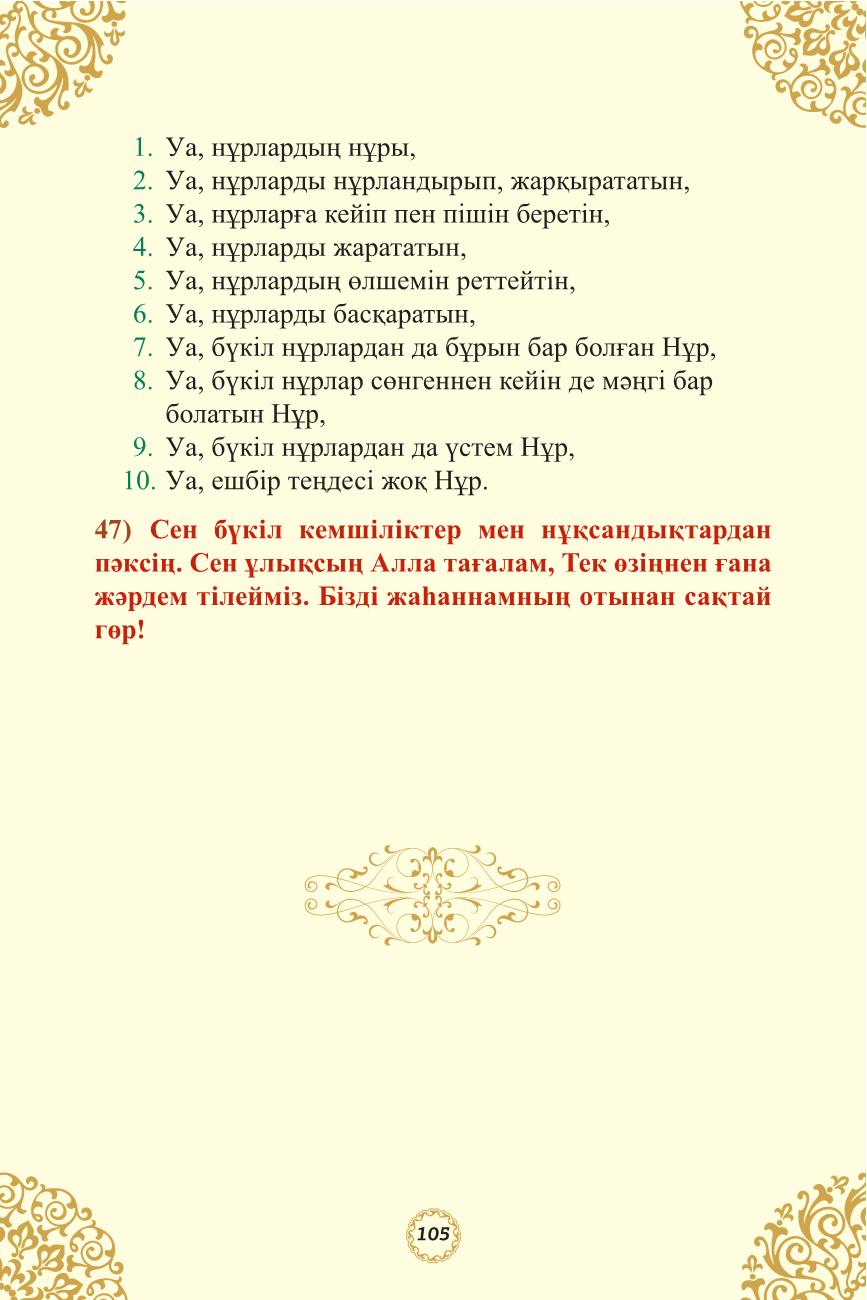 1. Уа, нұрлардың нұры,
2. Уа, нұрларды нұрландырып, жарқырататын,
3. Уа, нұрларға кейіп пен пішін беретін,
4. Уа, нұрларды жарататын,
5. Уа, нұрлардың өлшемін реттейтін,
6. Уа, нұрларды басқаратын,
7. Уа, бүкіл нұрлардан да бұрын бар болған Нұр,
8. Уа, бүкіл нұрлар сөнгеннен кейін де мәңгі бар
болатын Нұр,
9. Уа, бүкіл нұрлардан да үстем Нұр,
10. Уа, ешбір теңдесі жоқ Нұр.
47) Сен бүкіл кемшіліктер мен нұқсандықтардан
пәксің. Сен ұлықсың Алла тағалам, Тек өзіңнен ғана
жәрдем тілейміз. Бізді жаһаннамның отынан сақтай
гөр!
105